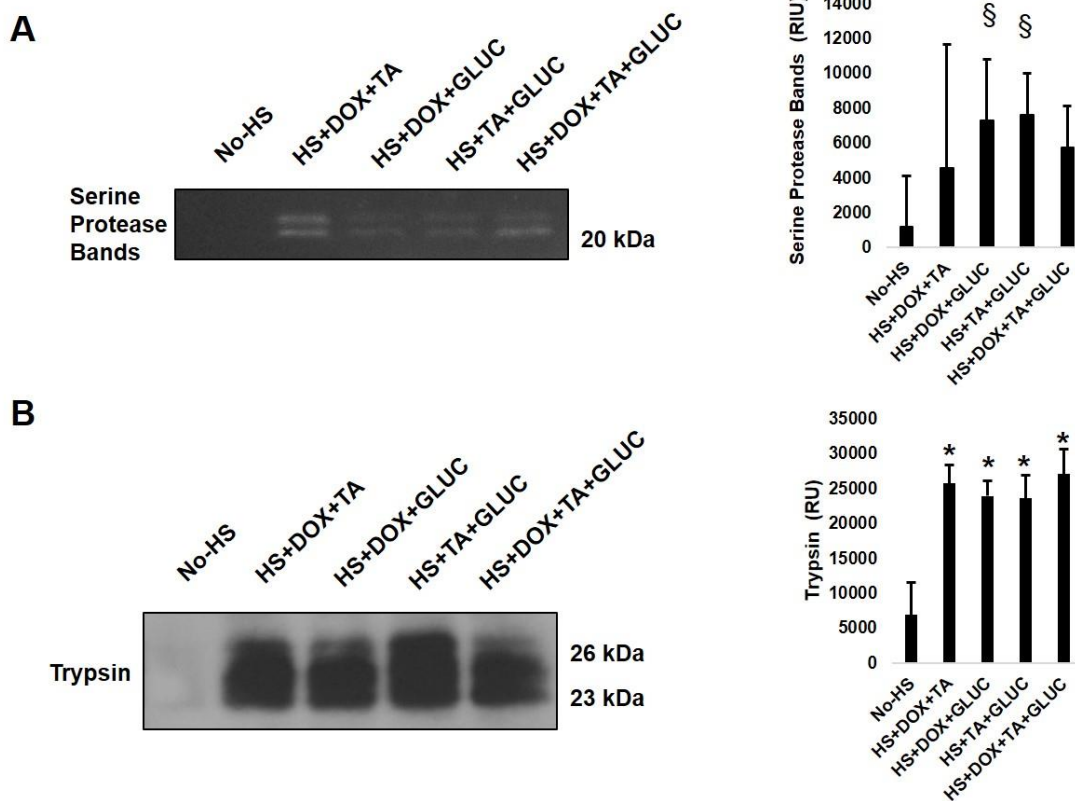 A
No-HS
HS+DOX+TA
HS+DOX+GLUC
HS+TA+GLUC
HS+DOX+TA+GLUC
Serine
Protease
Bands
20 kDa
Serine Protease Bands (RIU)
14000
12000
10000
8000
6000
4000
2000
0
§
§
No-HS
HS+DOX+TA
HS+DOX+GLUC
HS+TA+GLUC
HS+DOX+TA+GLUC
B
No-HS
HS+DOX+TA
HS+DOX+GLUC
HS+TA+GLUC
HS+DOX+TA+GLUC
Trypsin
26 kDa
23 kDa
Trypsin (RU)
35000
30000
25000
20000
15000
10000
5000
0
*
*
*
*
No-HS
HS+DOX+TA
HS+DOX+GLUC
HS+TA+GLUC
HS+DOX+TA+GLUC